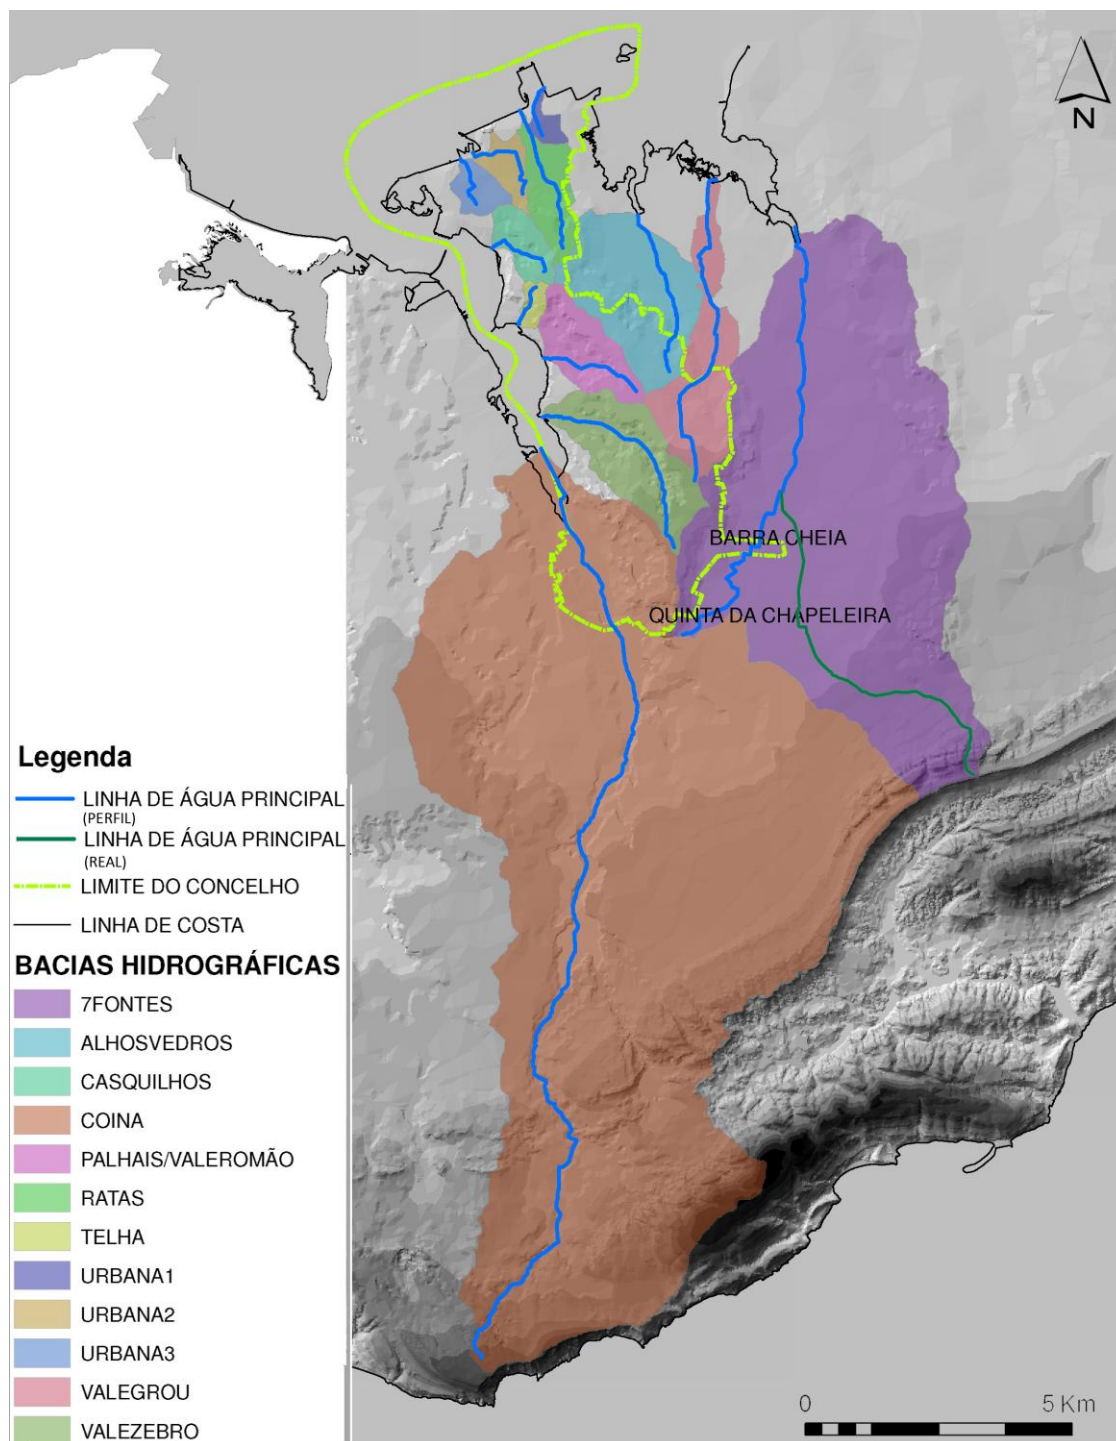 N
BARRA CHEIA
QUINTA DA CHAPELEIRA
Legenda
LINHA DE ÁGUA PRINCIPAL
(PERFIL)
LINHA DE ÁGUA PRINCIPAL
(REAL)
LIMITE DO CONCELHO
LINHA DE COSTA
BACIAS HIDROGRÁFICAS
7FONTES
ALHOSVEDROS
CASQUILHOS
COINA
PALHAIS/VALEROMÃO
RATAS
TELHA
URBANA1
URBANA2
URBANA3
VALEGROU
VALEZEBRO
0 5 Km